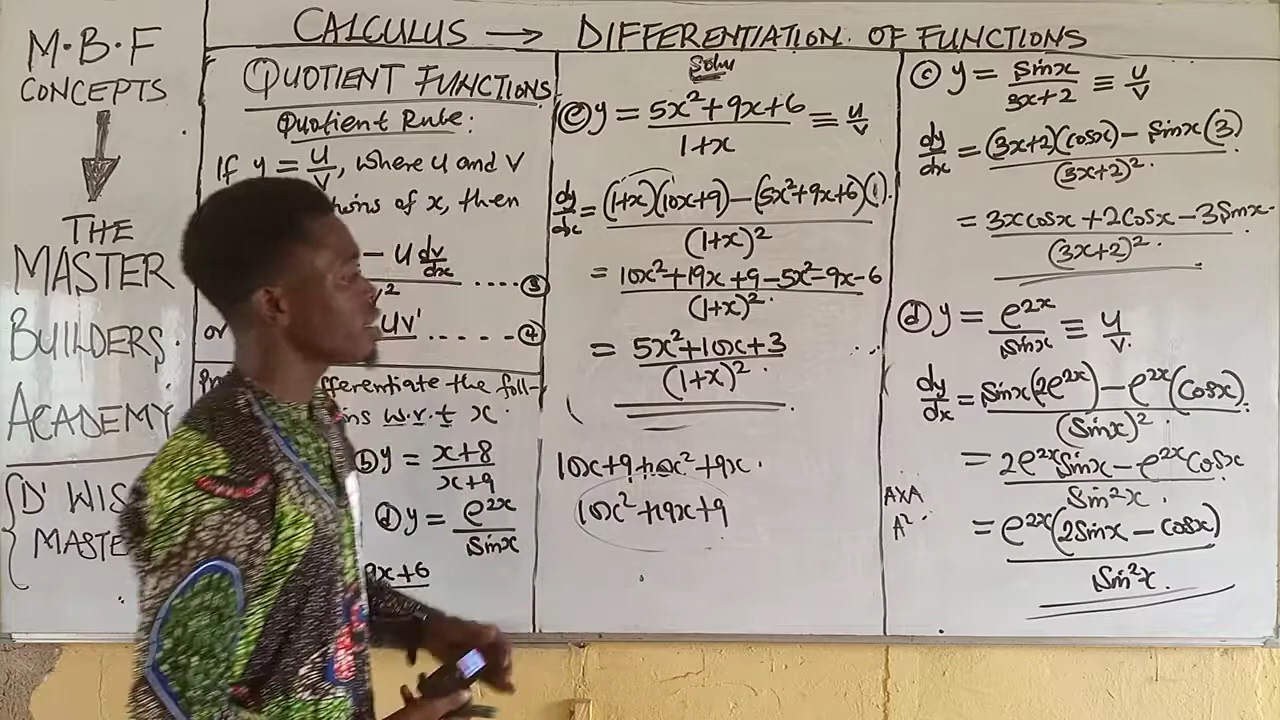 M.B.F
CONCEPTS
THE
MASTER
BUILDERS.
ACADEMY
D' WIS
MASTE
CALCULUS → DIFFERENTIATION OF FUNCTIONS
QUOTIENT FUNCTIONS
Quotient Rule:
If y = u/v, where u and v
of x, then
- u dv/dx
v² ....③
or uv' .....④
fferentiate the foll-
w.r.t x.
ⓑ y = x+8/x+9
ⓓ y = e^2x/sinx
9x+6
Soln
ⓔ y = 5x²+9x+6/1+x ≡ u/v
dy/dx = (1+x)(10x+9)-(5x²+9x+6)(1)./(1+x)²
= 10x²+19x+9-5x²-9x-6/(1+x)².
= 5x²+10x+3/(1+x)².
10x+9+10x²+9x.
10x²+19x+9
ⓒ y = sinx/3x+2 ≡ u/v
dy/dx = (3x+2)(cosx)-sinx(3)/(3x+2)².
= 3xcosx+2cosx-3sinx./(3x+2)².
ⓓ y = e^2x/sinx ≡ u/v.
dy/dx = sinx(2e^2x)-e^2x(cosx)/(sinx)².
= 2e^2x sinx-e^2x cosx/sin²x.
AXA
A².
= e^2x(2sinx-cosx)/sin²x.